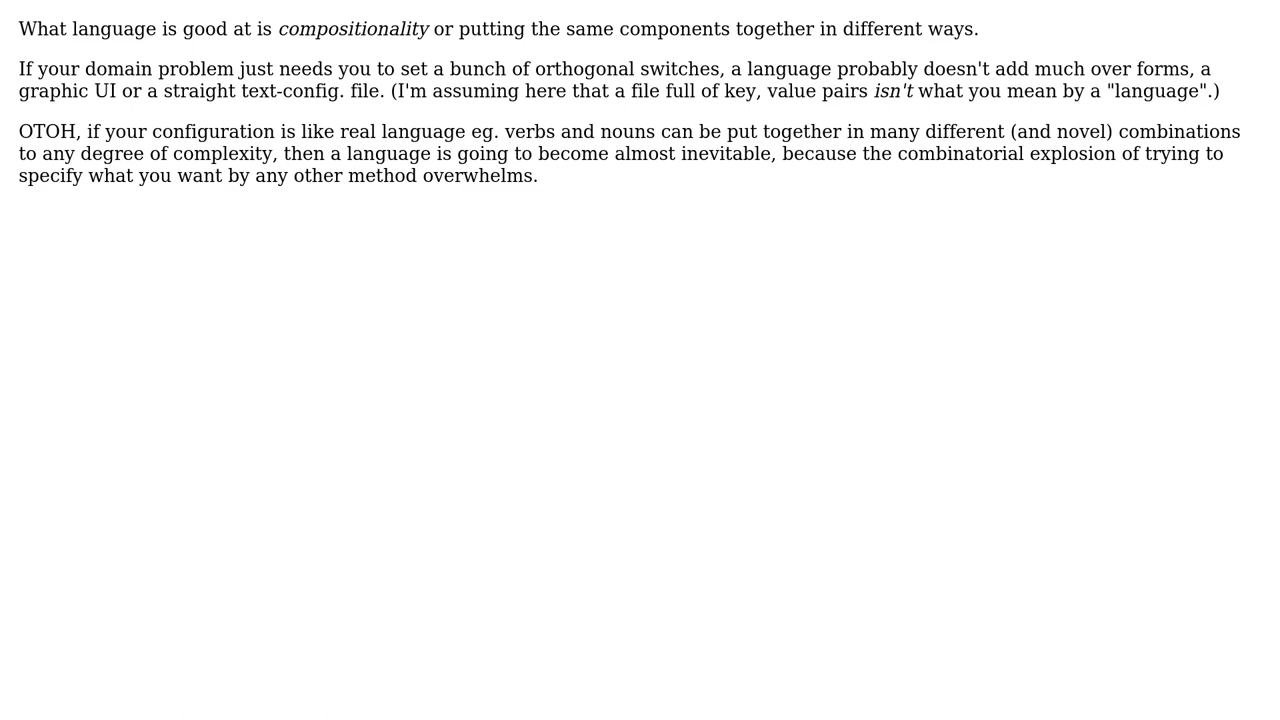 What language is good at is compositionality or putting the same components together in different ways.
If your domain problem just needs you to set a bunch of orthogonal switches, a language probably doesn't add much over forms, a
graphic UI or a straight text-config. file. (I'm assuming here that a file full of key, value pairs isn't what you mean by a "language".)
OTOH, if your configuration is like real language eg. verbs and nouns can be put together in many different (and novel) combinations
to any degree of complexity, then a language is going to become almost inevitable, because the combinatorial explosion of trying to
specify what you want by any other method overwhelms.